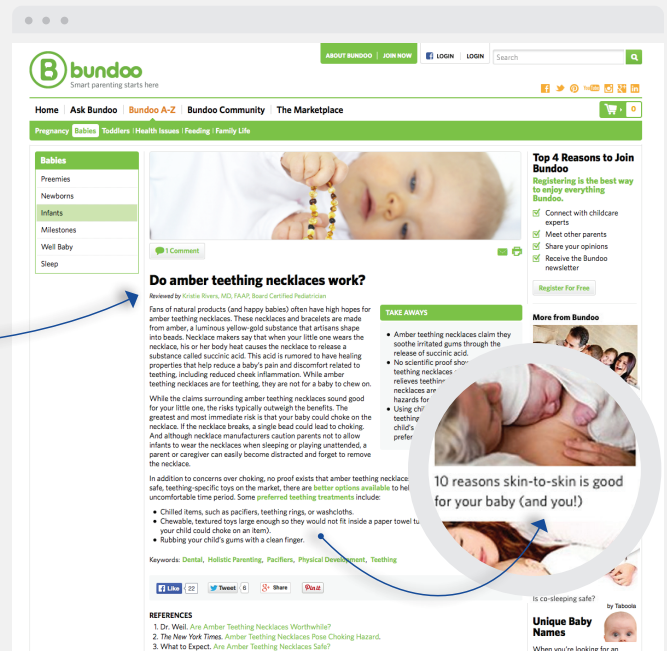 ABOUT BUNDOO | JOIN NOW
LOGIN | LOGIN
Search
B bundoo
Smart parenting starts here
Home | Ask Bundoo | Bundoo A-Z | Bundoo Community | The Marketplace
0
Pregnancy Babies Toddlers | Health Issues | Feeding | Family Life
Babies
Preemies
Newborns
Infants
Milestones
Well Baby
Sleep
1 Comment
Do amber teething necklaces work?
Reviewed by Kristie Rivers, MD, FAAP, Board Certified Pediatrician
Fans of natural products (and happy babies) often have high hopes for
amber teething necklaces. These necklaces and bracelets are made
from amber, a luminous yellow-gold substance that artisans shape
into beads. Necklace makers say that when your little one wears the
necklace, his or her body heat causes the necklace to release a
substance called succinic acid. This acid is rumored to have healing
properties that help reduce a baby's pain and discomfort related to
teething, including reduced cheek inflammation. While amber
teething necklaces are for teething, they are not for a baby to chew on.
While the claims surrounding amber teething necklaces sound good
for your little one, the risks typically outweigh the benefits. The
greatest and most immediate risk is that your baby could choke on the
necklace. If the necklace breaks, a single bead could lead to choking.
And although necklace manufacturers caution parents not to allow
infants to wear the necklaces when sleeping or playing unattended, a
parent or caregiver can easily become distracted and forget to remove
the necklace.
In addition to concerns over choking, no proof exists that amber teething necklace
safe, teething-specific toys on the market, there are better options available to hel
uncomfortable time period. Some preferred teething treatments include:
• Chilled items, such as pacifiers, teething rings, or washcloths.
• Chewable, textured toys large enough so they would not fit inside a paper towel tu
your child could choke on an item).
• Rubbing your child's gums with a clean finger.
Keywords: Dental, Holistic Parenting, Pacifiers, Physical Development, Teething
Like 22
Tweet 6
Share
Pin it
REFERENCES
1. Dr. Weil. Are Amber Teething Necklaces Worthwhile?
2. The New York Times. Amber Teething Necklaces Pose Choking Hazard.
3. What to Expect. Are Amber Teething Necklaces Safe?
TAKE AWAYS
• Amber teething necklaces claim they
soothe irritated gums through the
release of succinic acid.
• No scientific proof show
teething necklaces
relieves teething
necklaces are
hazards for
• Using chi
teething
child's
prefer
Top 4 Reasons to Join
Bundoo
Registering is the best way
to enjoy everything
Bundoo.
Connect with childcare
experts
Meet other parents
Share your opinions
Receive the Bundoo
newsletter
Register For Free
More from Bundoo
10 reasons skin-to-skin is good
for your baby (and you!)
Is co-sleeping safe?
by Taboola
Unique Baby
Names
When you're looking for an